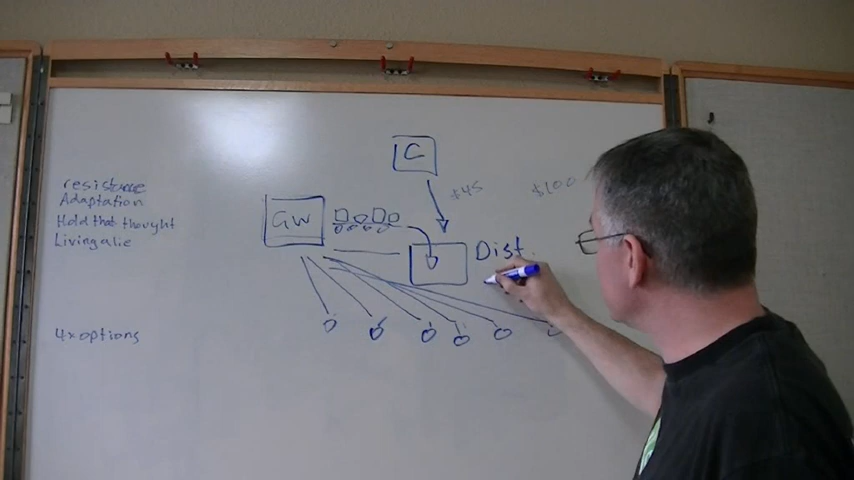 resistance
Adaptation
Hold that thought
Living a lie
4x options
C
$45
$100
GW
Dist.